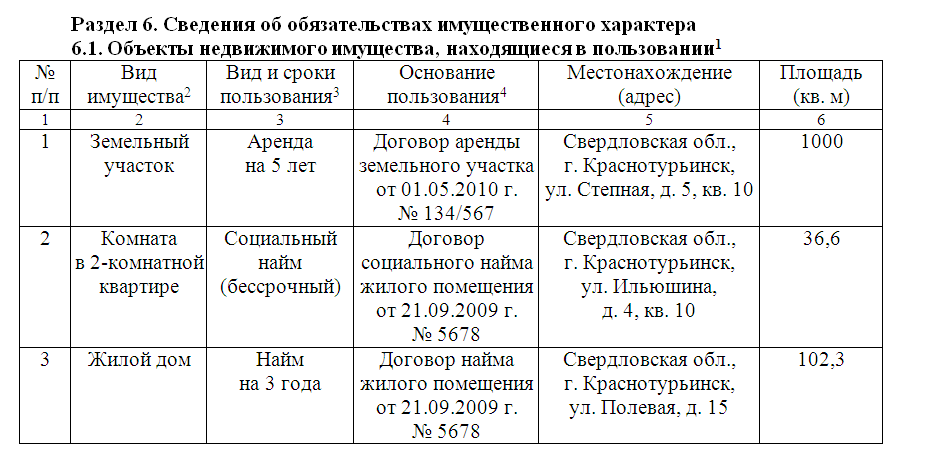 Раздел 6. Сведения об обязательствах имущественного характера
6.1. Объекты недвижимого имущества, находящиеся в пользовании1
№ п/п
Вид имущества2
Вид и сроки пользования3
Основание пользования4
Местонахождение (адрес)
Площадь (кв. м)
1 2 3 4 5 6
1
Земельный
участок
Аренда
на 5 лет
Договор аренды
земельного участка
от 01.05.2010 г.
№ 134/567
Свердловская обл.,
г. Краснотурьинск,
ул. Степная, д. 5, кв. 10
1000
2
Комната
в 2-комнатной
квартире
Социальный
найм
(бессрочный)
Договор
социального найма
жилого помещения
от 21.09.2009 г.
№ 5678
Свердловская обл.,
г. Краснотурьинск,
ул. Ильюшина,
д. 4, кв. 10
36,6
3
Жилой дом
Найм
на 3 года
Договор найма
жилого помещения
от 21.09.2009 г.
№ 5678
Свердловская обл.,
г. Краснотурьинск,
ул. Полевая, д. 15
102,3